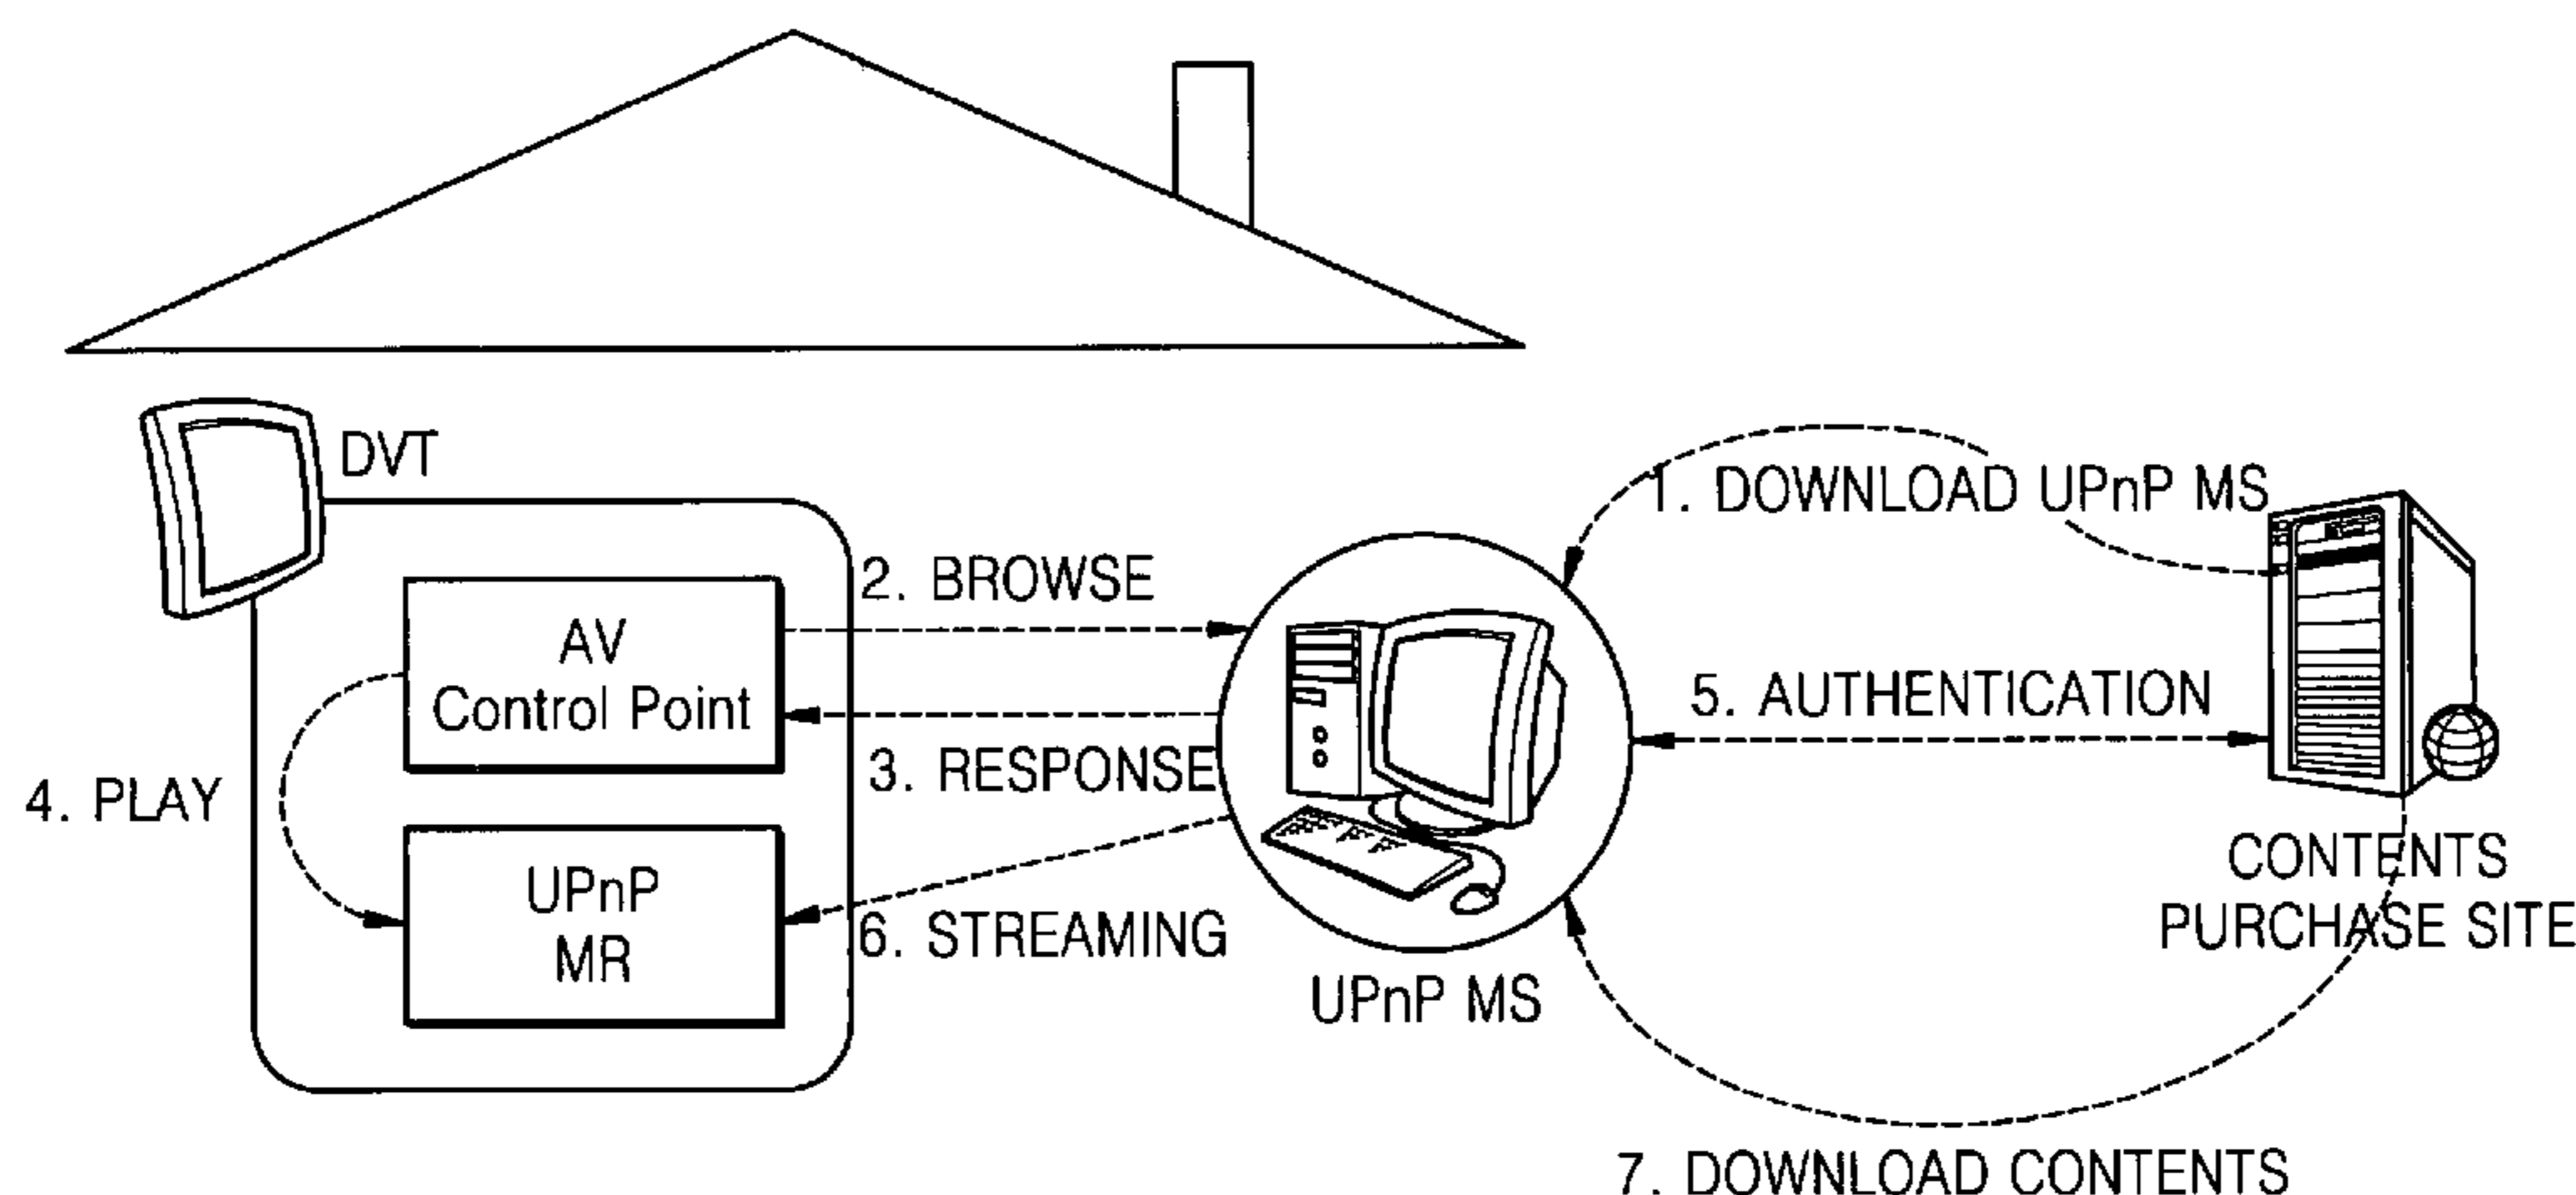 DVT
1. DOWNLOAD UPnP MS
2. BROWSE
AV
Control Point
5. AUTHENTICATION
3. RESPONSE
4. PLAY
UPnP
MR
6. STREAMING
UPnP MS
CONTENTS
PURCHASE SITE
7. DOWNLOAD CONTENTS